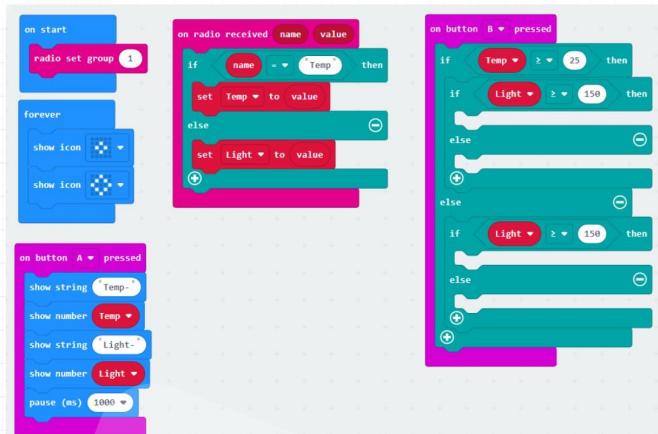 on start
radio set group 1
forever
show icon
show icon
on button A pressed
show string "Temp-"
show number Temp
show string "Light-"
show number Light
pause (ms) 1000
on radio received name value
if name = "Temp" then
set Temp to value
else
set Light to value
on button B pressed
if Temp ≥ 25 then
if Light ≥ 150 then
else
else
if Light ≥ 150 then
else